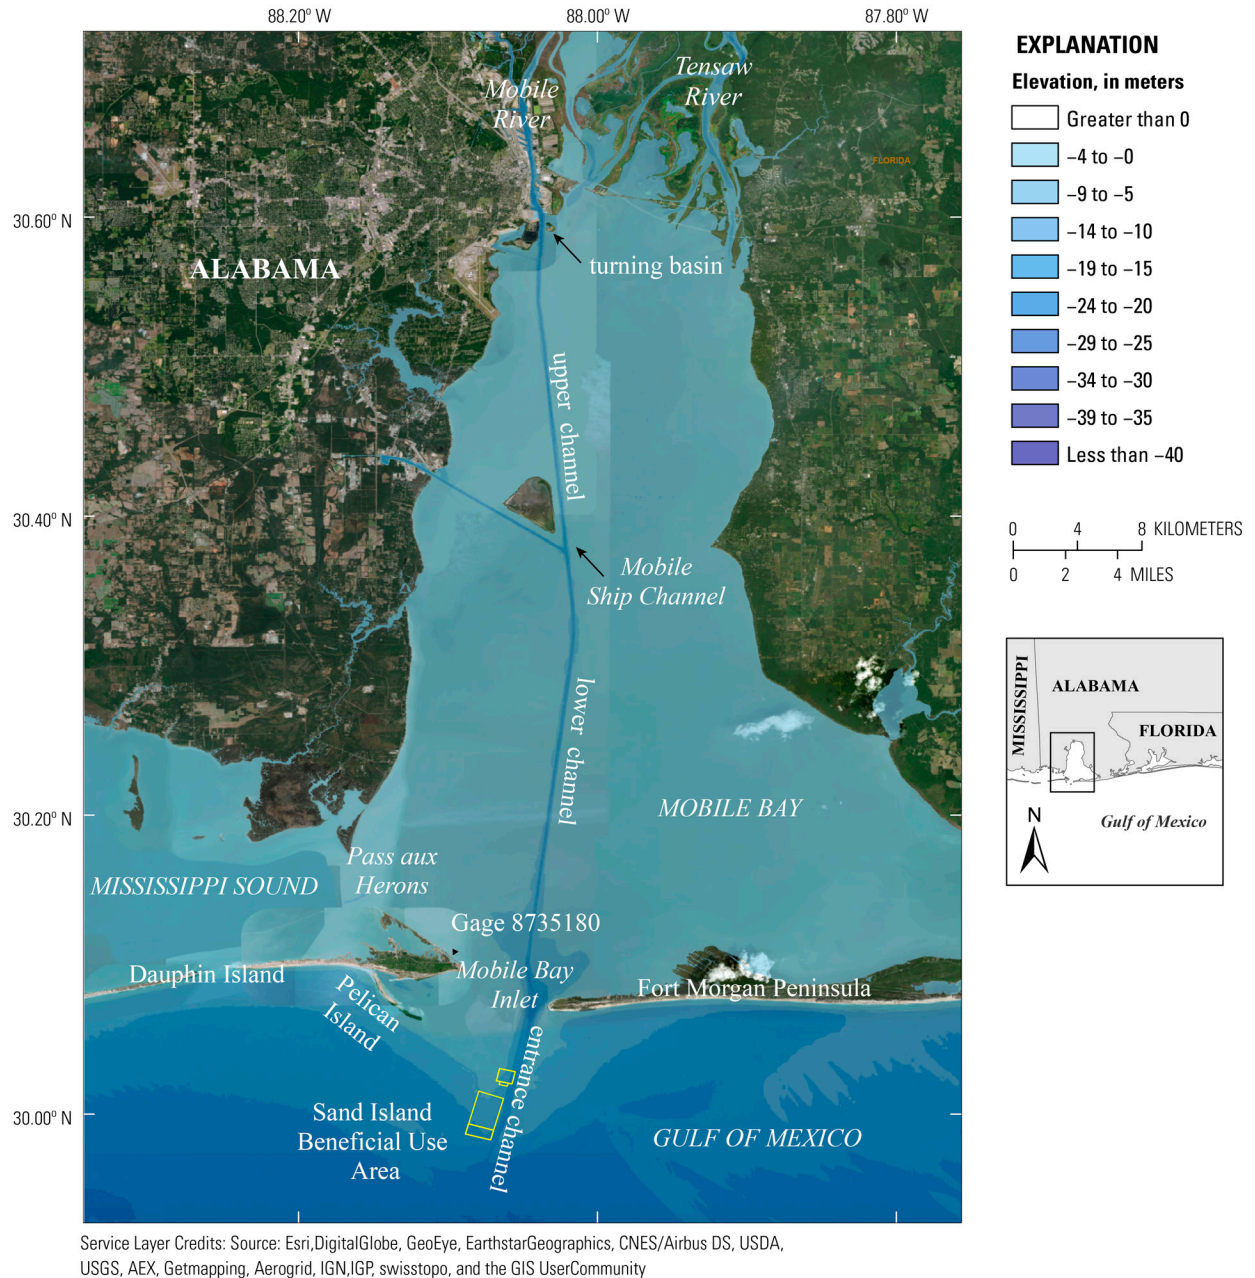 88.20° W
88.00° W
87.80° W
30.60° N
30.40° N
30.20° N
30.00° N
Mobile
River
Tensaw
River
FLORIDA
ALABAMA
turning basin
upper channel
Mobile
Ship Channel
lower channel
MOBILE BAY
Pass aux
Herons
MISSISSIPPI SOUND
Gage 8735180
Dauphin Island
Mobile Bay
Inlet
Fort Morgan Peninsula
Pelican
Island
entrance channel
Sand Island
Beneficial Use
Area
GULF OF MEXICO
EXPLANATION
Elevation, in meters
Greater than 0
−4 to −0
−9 to −5
−14 to −10
−19 to −15
−24 to −20
−29 to −25
−34 to −30
−39 to −35
Less than −40
0 4 8 KILOMETERS
0 2 4 MILES
MISSISSIPPI
ALABAMA
FLORIDA
N
Gulf of Mexico
Service Layer Credits: Source: Esri,DigitalGlobe, GeoEye, EarthstarGeographics, CNES/Airbus DS, USDA,
USGS, AEX, Getmapping, Aerogrid, IGN,IGP, swisstopo, and the GIS UserCommunity